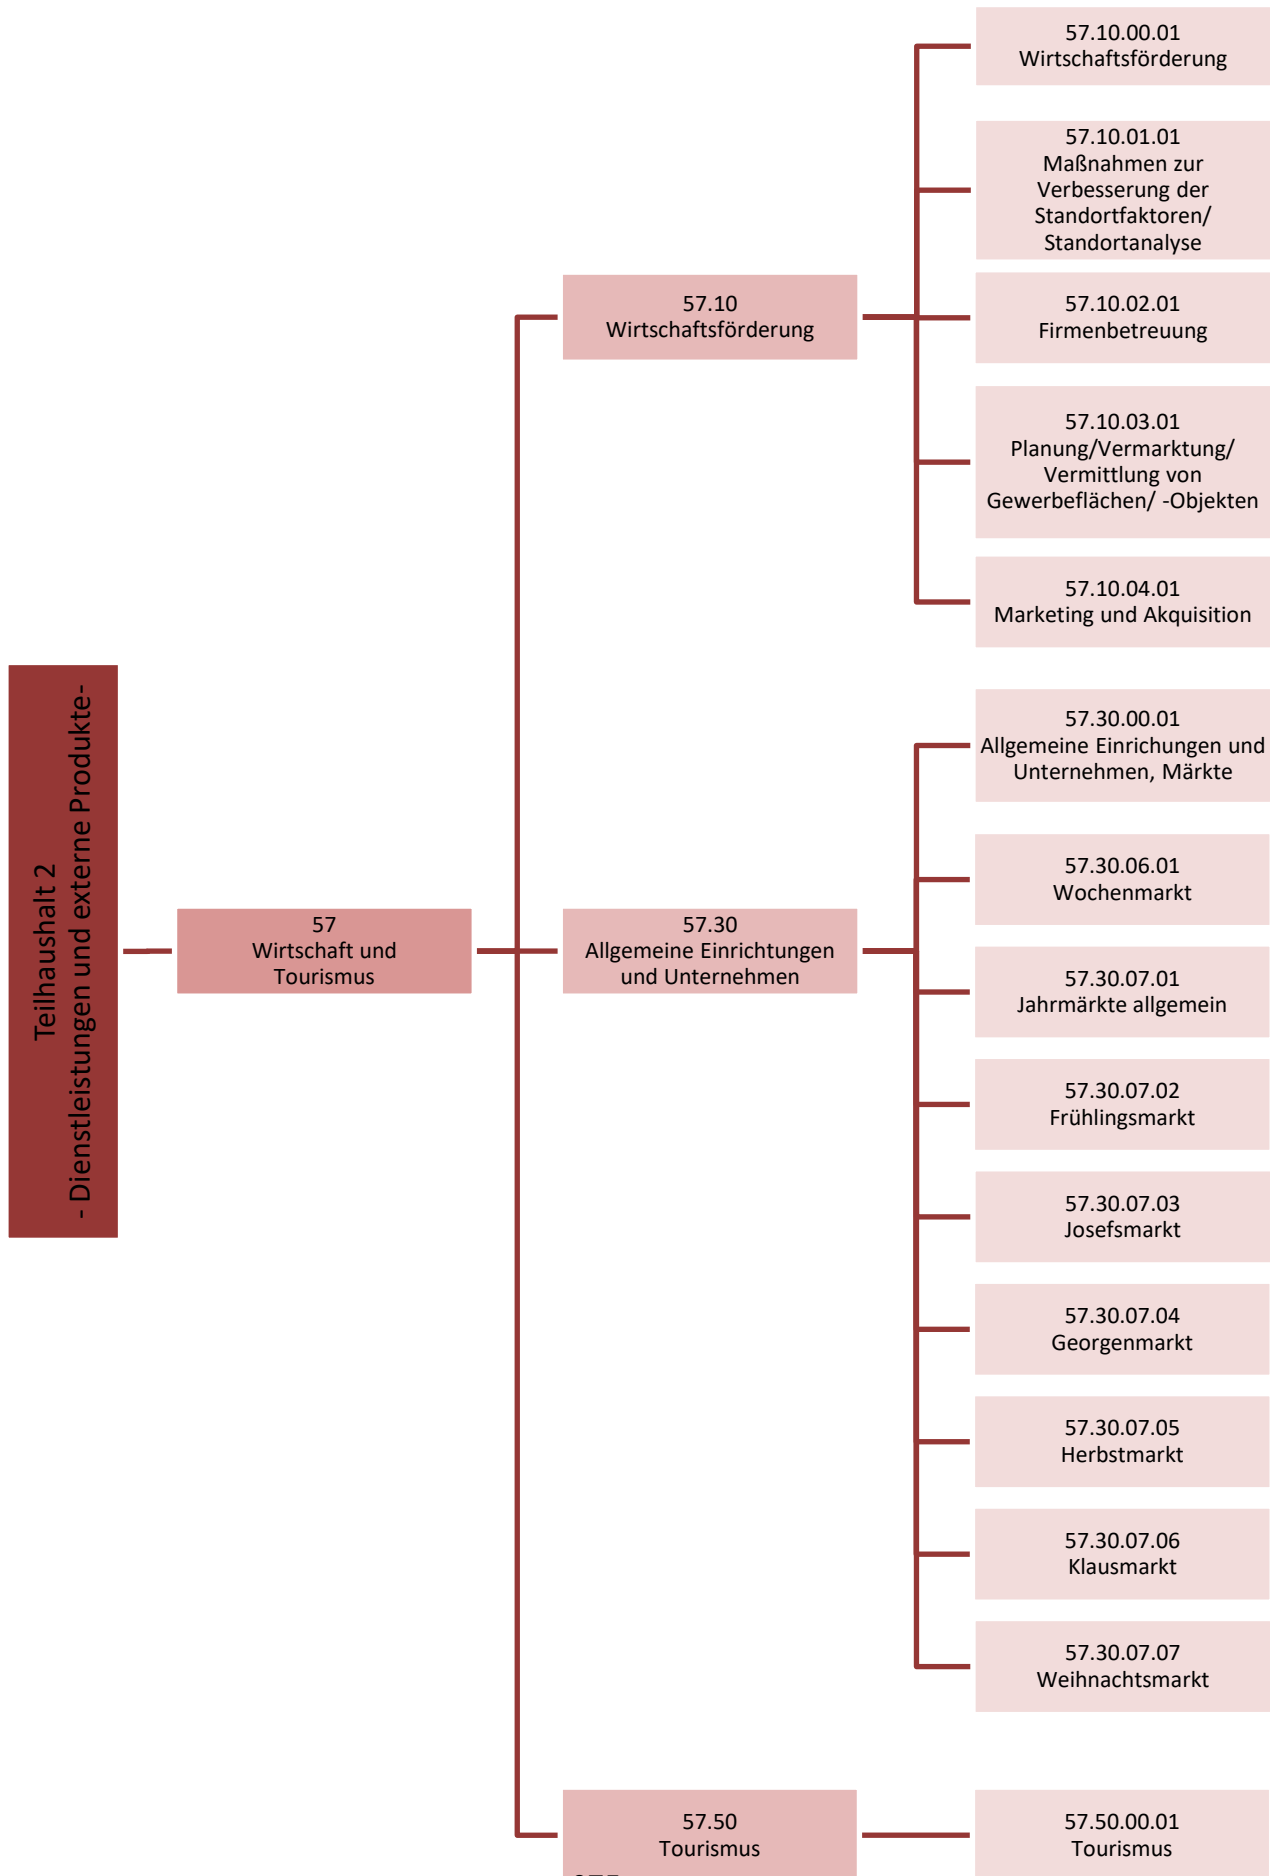 Teilhaushalt 2
- Dienstleistungen und externe Produkte-
57
Wirtschaft und
Tourismus
57.10
Wirtschaftsförderung
57.10.00.01
Wirtschaftsförderung
57.10.01.01
Maßnahmen zur
Verbesserung der
Standortfaktoren/
Standortanalyse
57.10.02.01
Firmenbetreuung
57.10.03.01
Planung/Vermarktung/
Vermittlung von
Gewerbeflächen/ -Objekten
57.10.04.01
Marketing und Akquisition
57.30
Allgemeine Einrichtungen
und Unternehmen
57.30.00.01
Allgemeine Einrichungen und
Unternehmen, Märkte
57.30.06.01
Wochenmarkt
57.30.07.01
Jahrmärkte allgemein
57.30.07.02
Frühlingsmarkt
57.30.07.03
Josefsmarkt
57.30.07.04
Georgenmarkt
57.30.07.05
Herbstmarkt
57.30.07.06
Klausmarkt
57.30.07.07
Weihnachtsmarkt
57.50
Tourismus
57.50.00.01
Tourismus